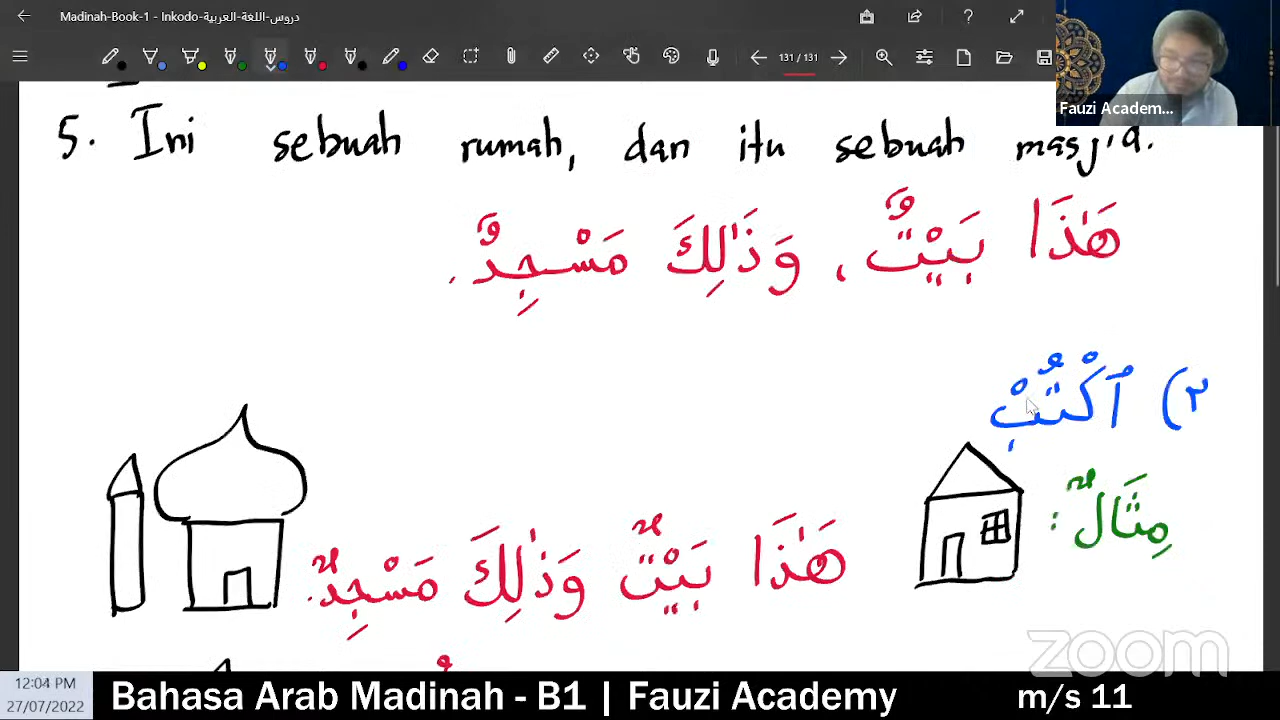 Madinah-Book-1 - Inkodo-دروس-اللغة-العربية
131 / 131
Fauzi Academ...
5. Ini sebuah rumah, dan itu sebuah masjid.
هَٰذَا بَيْتٌ، وَذَٰلِكَ مَسْجِدٌ.
٢) ٱكْتُبْ
مِثَالٌ :
هَٰذَا بَيْتٌ وَذَٰلِكَ مَسْجِدٌ.
zoom
12:04 PM
27/07/2022
Bahasa Arab Madinah - B1 | Fauzi Academy m/s 11